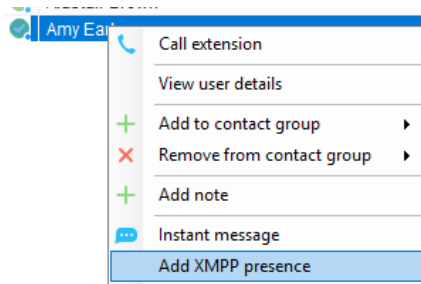 Amy
Call extension
View user details
Add to contact group
Remove from contact group
Add note
Instant message
Add XMPP presence